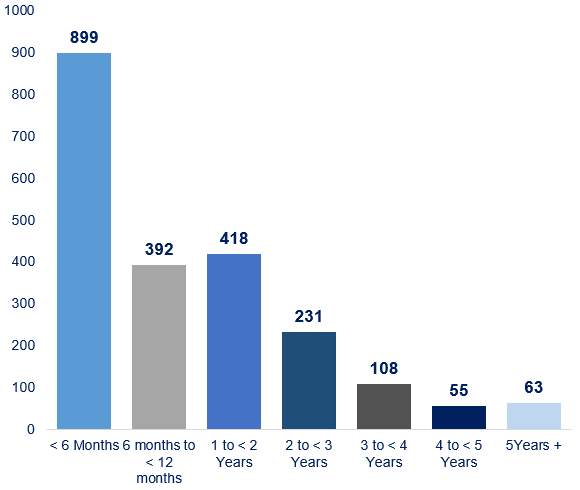 1000
900
800
700
600
500
400
300
200
100
0
899
392
418
231
108
55
63
< 6 Months
6 months to
< 12
months
1 to < 2
Years
2 to < 3
Years
3 to < 4
Years
4 to < 5
Years
5Years +